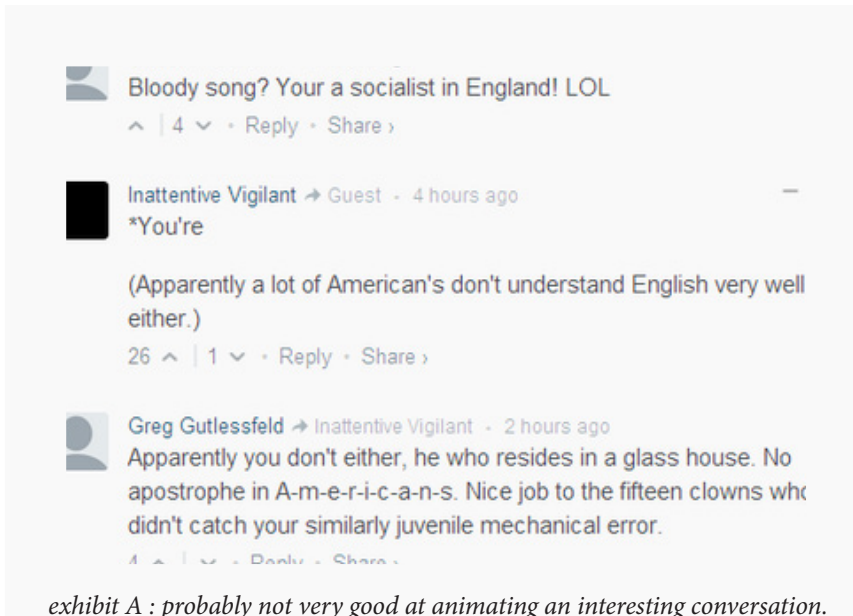 Bloody song? Your a socialist in England! LOL
4 • Reply • Share ›
Inattentive Vigilant Guest • 4 hours ago
*You're
(Apparently a lot of American's don't understand English very well
either.)
26 | 1 • Reply • Share ›
Greg Gutlessfeld Inattentive Vigilant • 2 hours ago
Apparently you don't either, he who resides in a glass house. No
apostrophe in A-m-e-r-i-c-a-n-s. Nice job to the fifteen clowns who
didn't catch your similarly juvenile mechanical error.
4 • Reply • Share ›
exhibit A : probably not very good at animating an interesting conversation.